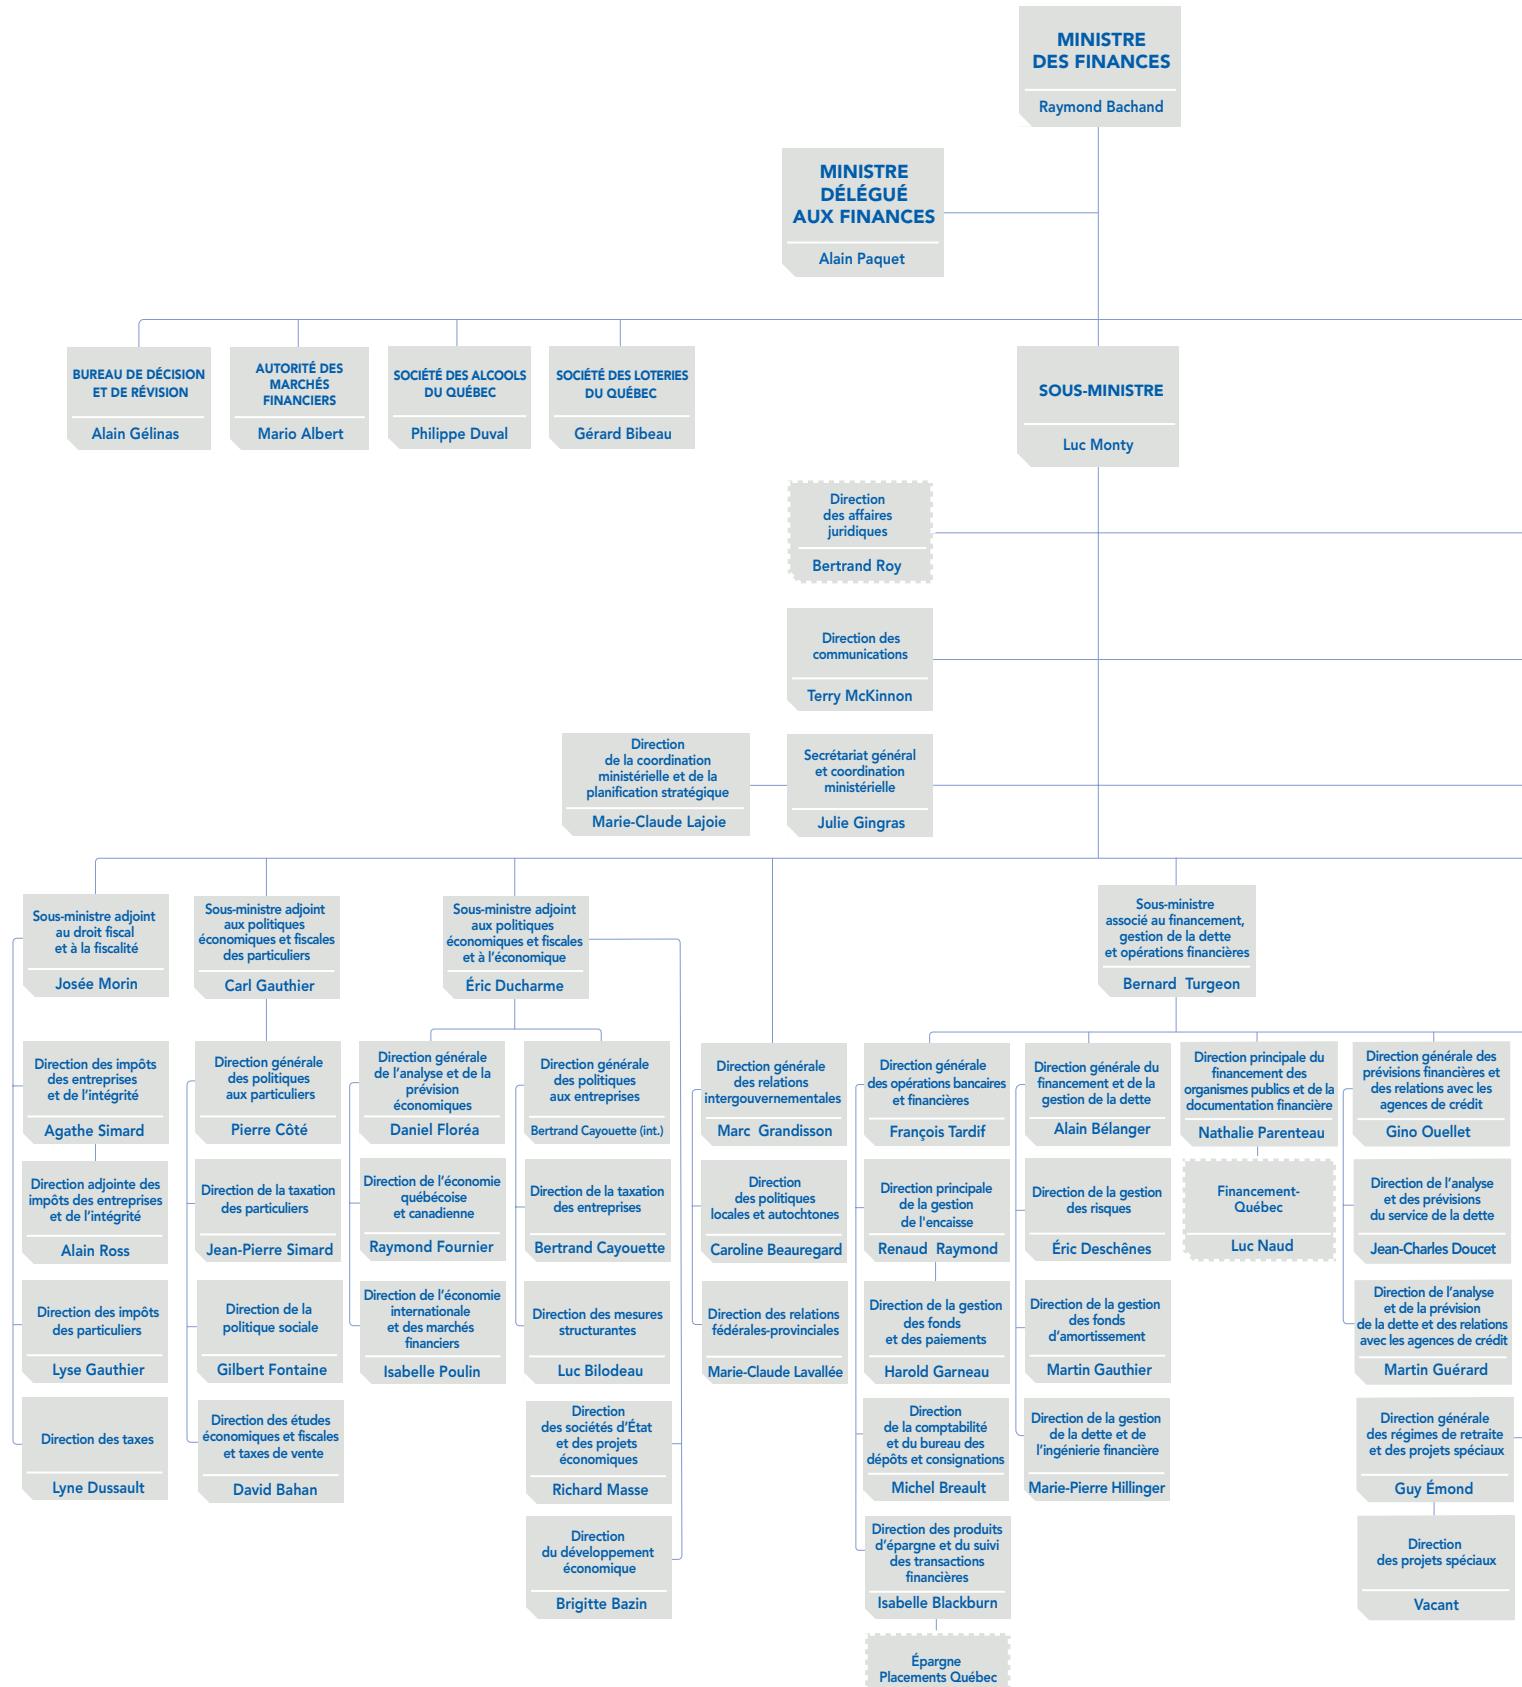 MINISTRE
DES FINANCES
Raymond Bachand
MINISTRE
DÉLÉGUÉ
AUX FINANCES
Alain Paquet
BUREAU DE DÉCISION
ET DE RÉVISION
Alain Gélinas
AUTORITÉ DES
MARCHÉS
FINANCIERS
Mario Albert
SOCIÉTÉ DES ALCOOLS
DU QUÉBEC
Philippe Duval
SOCIÉTÉ DES LOTERIES
DU QUÉBEC
Gérard Bibeau
SOUS-MINISTRE
Luc Monty
Direction
des affaires
juridiques
Bertrand Roy
Direction des
communications
Terry McKinnon
Direction
de la coordination
ministérielle et de la
planification stratégique
Marie-Claude Lajoie
Secrétariat général
et coordination
ministérielle
Julie Gingras
Sous-ministre adjoint
au droit fiscal
et à la fiscalité
Josée Morin
Sous-ministre adjoint
aux politiques
économiques et fiscales
des particuliers
Carl Gauthier
Sous-ministre adjoint
aux politiques
économiques et fiscales
et à l'économique
Éric Ducharme
Sous-ministre
associé au financement,
gestion de la dette
et opérations financières
Bernard Turgeon
Direction des impôts
des entreprises
et de l'intégrité
Agathe Simard
Direction générale
des politiques
aux particuliers
Pierre Côté
Direction générale
de l'analyse et de la
prévision
économiques
Daniel Floréa
Direction générale
des politiques
aux entreprises
Bertrand Cayouette (int.)
Direction générale
des relations
intergouvernementales
Marc Grandisson
Direction générale
des opérations bancaires
et financières
François Tardif
Direction générale du
financement et de la
gestion de la dette
Alain Bélanger
Direction principale du
financement des
organismes publics et de la
documentation financière
Nathalie Parenteau
Direction générale des
prévisions financières et
des relations avec les
agences de crédit
Gino Ouellet
Direction adjointe des
impôts des entreprises
et de l'intégrité
Alain Ross
Direction de la taxation
des particuliers
Jean-Pierre Simard
Direction de l'économie
québécoise
et canadienne
Raymond Fournier
Direction de la taxation
des entreprises
Bertrand Cayouette
Direction
des politiques
locales et autochtones
Caroline Beauregard
Direction principale
de la gestion
de l'encaisse
Renaud Raymond
Direction de la gestion
des risques
Éric Deschênes
Financement-
Québec
Luc Naud
Direction de l'analyse
et des prévisions
du service de la dette
Jean-Charles Doucet
Direction des impôts
des particuliers
Lyse Gauthier
Direction de la
politique sociale
Gilbert Fontaine
Direction de l'économie
internationale
et des marchés
financiers
Isabelle Poulin
Direction des mesures
structurantes
Luc Bilodeau
Direction des relations
fédérales-provinciales
Marie-Claude Lavallée
Direction de la gestion
des fonds
et des paiements
Harold Garneau
Direction de la gestion
des fonds
d'amortissement
Martin Gauthier
Direction de l'analyse
et de la prévision
de la dette et des relations
avec les agences de crédit
Martin Guérard
Direction des taxes
Lyne Dussault
Direction des études
économiques et fiscales
et taxes de vente
David Bahan
Direction
des sociétés d'État
et des projets
économiques
Richard Masse
Direction
de la comptabilité
et du bureau des
dépôts et consignations
Michel Breault
Direction de la gestion
de la dette et de
l'ingénierie financière
Marie-Pierre Hillinger
Direction générale
des régimes de retraite
et des projets spéciaux
Guy Émond
Direction
du développement
économique
Brigitte Bazin
Direction des produits
d'épargne et du suivi
des transactions
financières
Isabelle Blackburn
Direction
des projets spéciaux
Vacant
Épargne
Placements Québec